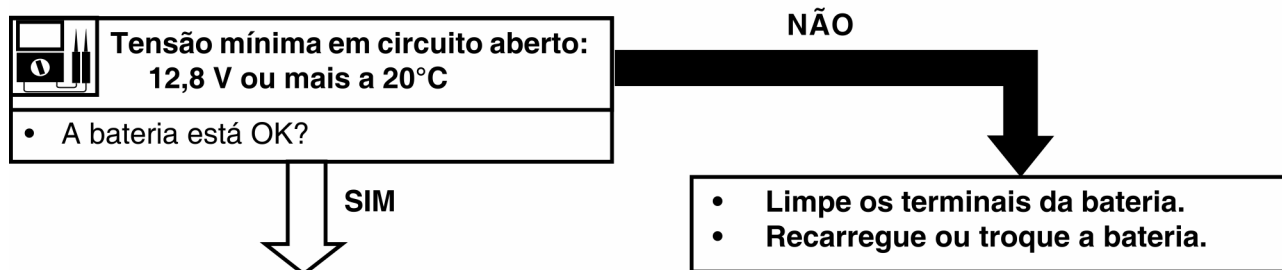 NÃO
Tensão mínima em circuito aberto:
12,8 V ou mais a 20°C
• A bateria está OK?
SIM
• Limpe os terminais da bateria.
• Recarregue ou troque a bateria.